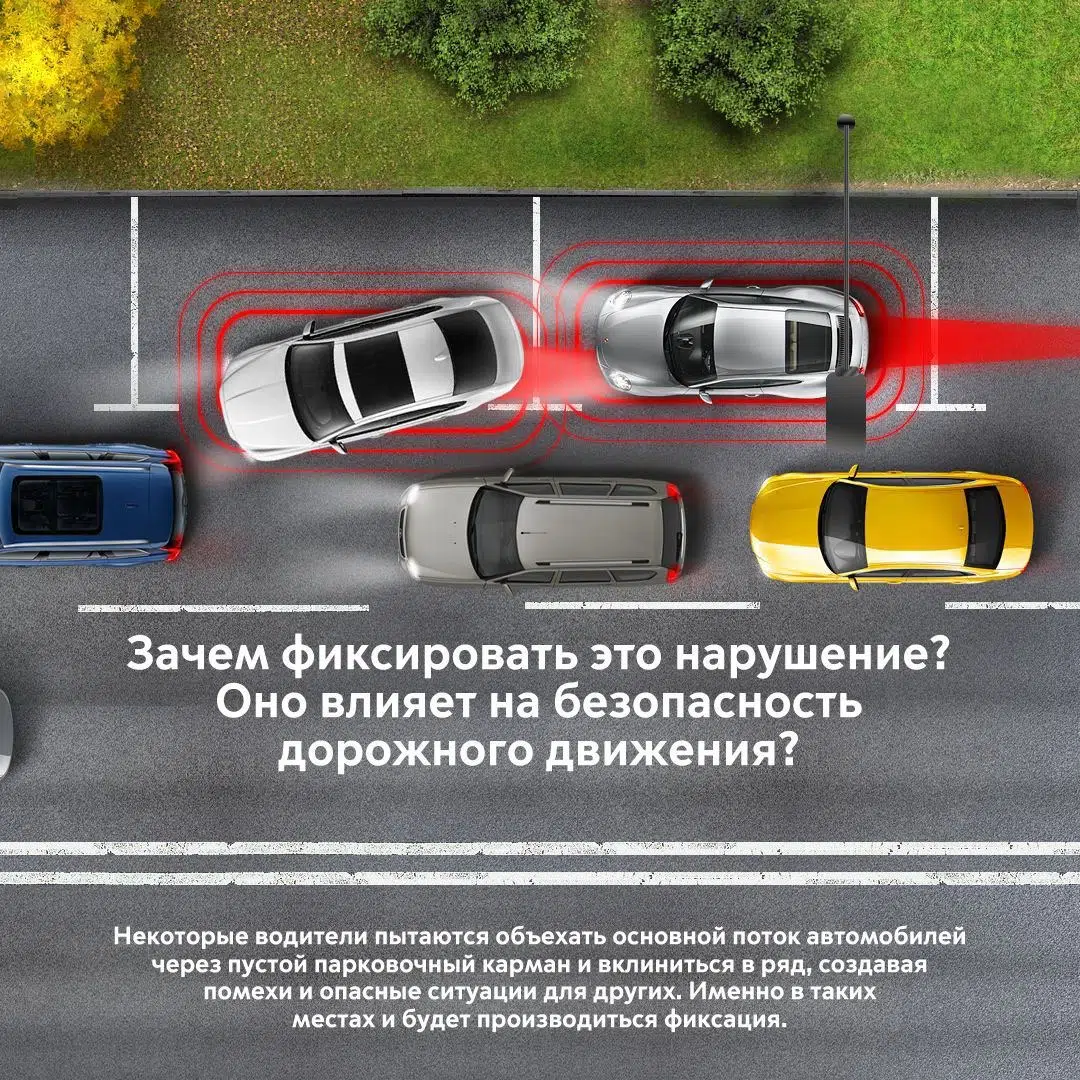 Зачем фиксировать это нарушение?
Оно влияет на безопасность
дорожного движения?
Некоторые водители пытаются объехать основной поток автомобилей
через пустой парковочный карман и вклиниться в ряд, создавая
помехи и опасные ситуации для других. Именно в таких
местах и будет производиться фиксация.